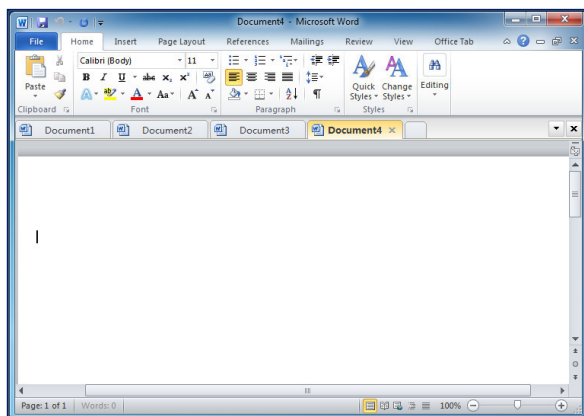 Document4 - Microsoft Word
File Home Insert Page Layout References Mailings Review View Office Tab
Calibri (Body) 11
Paste
B I U abc x₂ x²
A ab A Aa A A
Quick Styles
Change Styles
Editing
Clipboard Font Paragraph Styles
Document1 Document2 Document3 Document4
Page: 1 of 1 Words: 0 100%